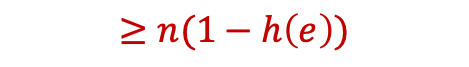 ≥ n(1 − h(e))